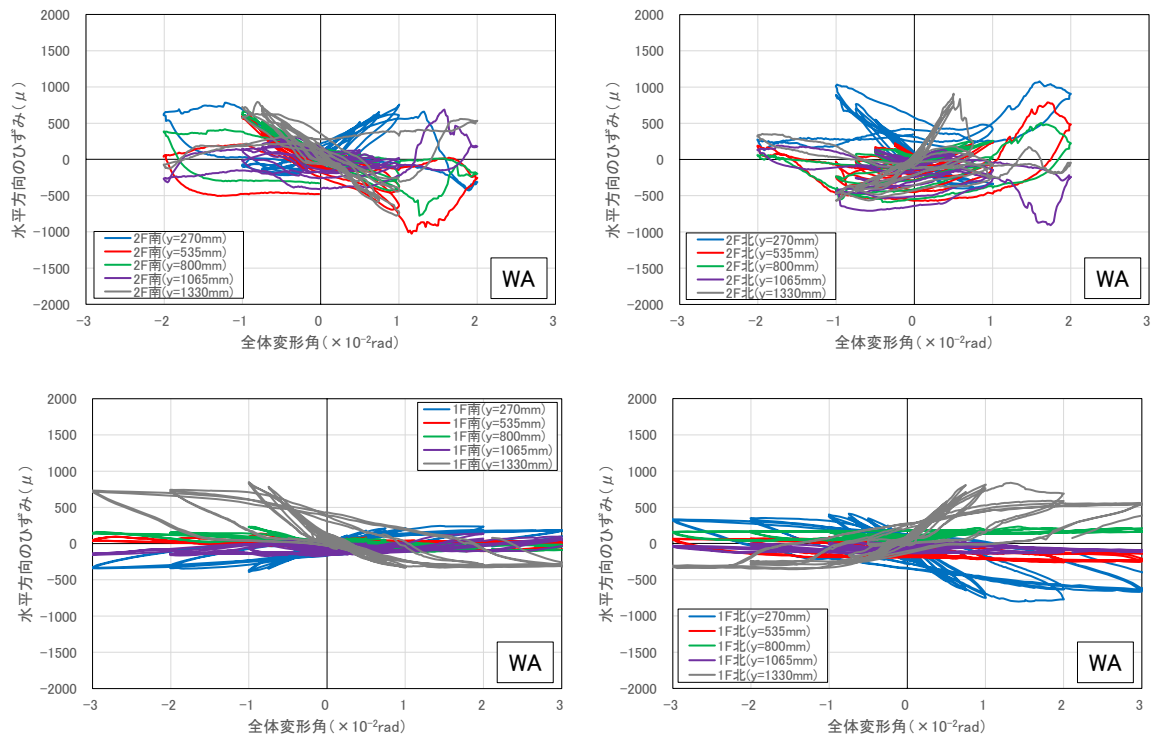 2000
1500
1000
500
0
-500
-1000
-1500
-2000
水平方向のひずみ(μ)
2F南(y=270mm)
2F南(y=535mm)
2F南(y=800mm)
2F南(y=1065mm)
2F南(y=1330mm)
WA
-3 -2 -1 0 1 2 3
全体変形角(×10⁻²rad)
2000
1500
1000
500
0
-500
-1000
-1500
-2000
水平方向のひずみ(μ)
2F北(y=270mm)
2F北(y=535mm)
2F北(y=800mm)
2F北(y=1065mm)
2F北(y=1330mm)
WA
-3 -2 -1 0 1 2 3
全体変形角(×10⁻²rad)
2000
1500
1000
500
0
-500
-1000
-1500
-2000
水平方向のひずみ(μ)
1F南(y=270mm)
1F南(y=535mm)
1F南(y=800mm)
1F南(y=1065mm)
1F南(y=1330mm)
WA
-3 -2 -1 0 1 2 3
全体変形角(×10⁻²rad)
2000
1500
1000
500
0
-500
-1000
-1500
-2000
水平方向のひずみ(μ)
1F北(y=270mm)
1F北(y=535mm)
1F北(y=800mm)
1F北(y=1065mm)
1F北(y=1330mm)
WA
-3 -2 -1 0 1 2 3
全体変形角(×10⁻²rad)